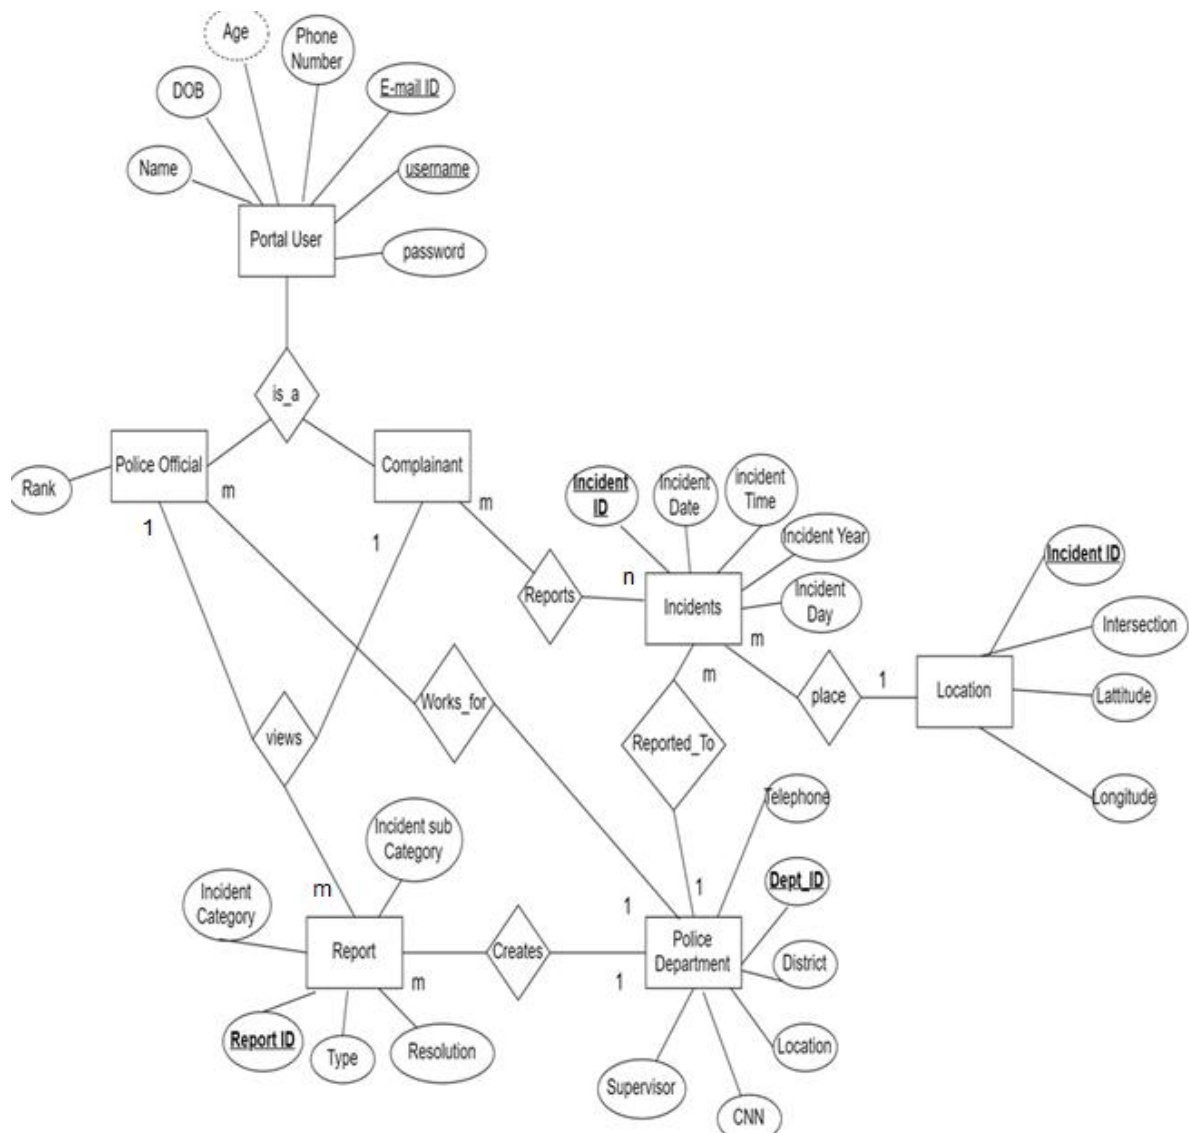 Age
Phone
Number
DOB
E-mail ID
Name
username
Portal User
password
is_a
Police Official
Complainant
Rank
m
m
1
1
Incident
ID
Incident
Date
incident
Time
Incident Year
Incident
Day
Incident ID
n
Reports
Incidents
Intersection
m
m
place
1
Location
Lattitude
Works_for
views
Reported_To
Telephone
Longitude
Incident sub
Category
Incident
Category
m
1
1
Dept_ID
Report
Creates
Police
Department
District
m
1
Report ID
Type
Resolution
Location
Supervisor
CNN